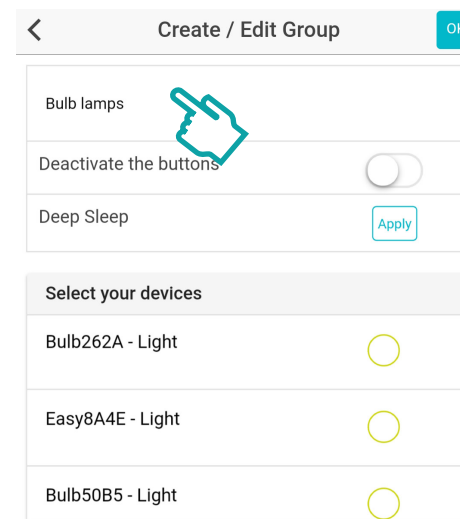 Create / Edit Group
OK
Bulb lamps
Deactivate the buttons
Deep Sleep
Apply
Select your devices
Bulb262A - Light
Easy8A4E - Light
Bulb50B5 - Light